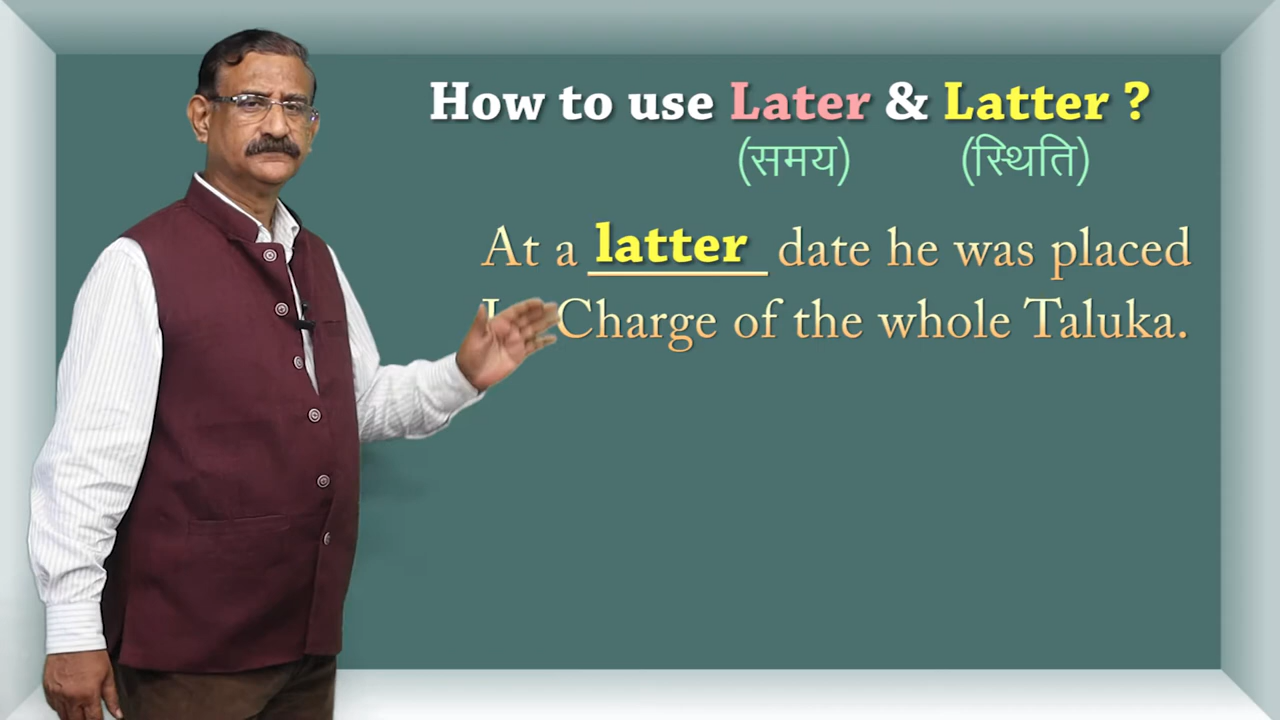 How to use Later & Latter ?
(समय) (स्थिति)
At a latter date he was placed
Charge of the whole Taluka.